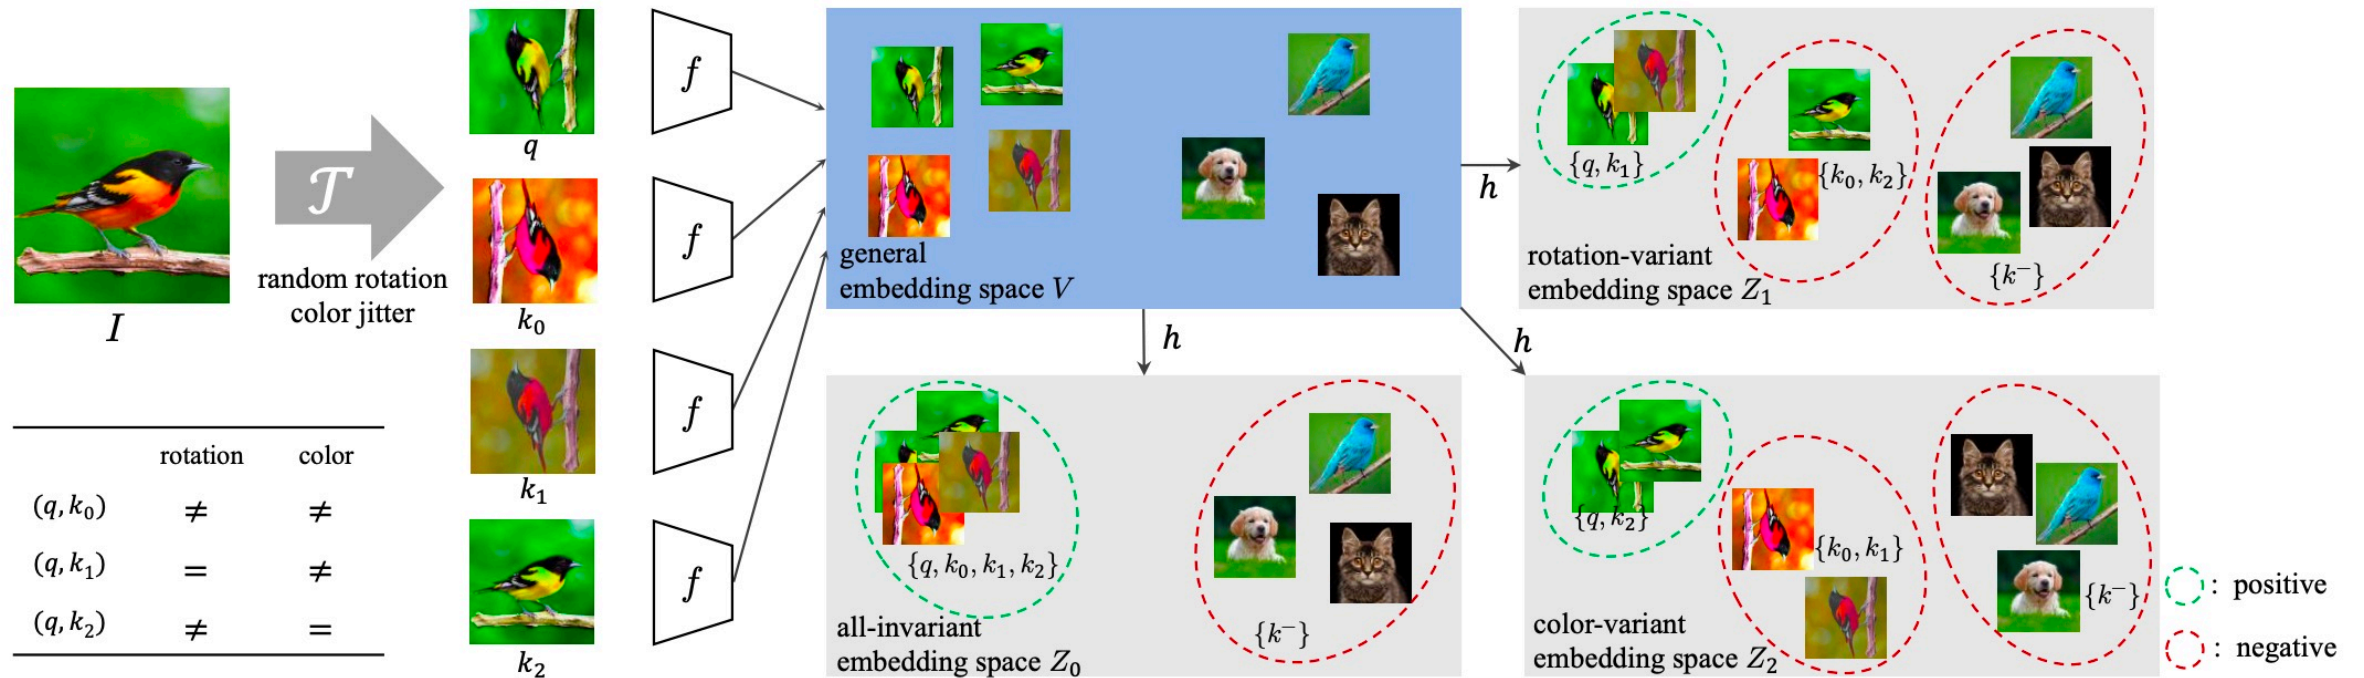 I
𝒯
random rotation
color jitter
rotation color
(q, k₀) ≠ ≠
(q, k₁) = ≠
(q, k₂) ≠ =
q
k₀
k₁
k₂
f
f
f
f
general
embedding space V
h
h
h
{q, k₀, k₁, k₂}
{k⁻}
all-invariant
embedding space Z₀
{q, k₁}
{k₀, k₂}
{k⁻}
rotation-variant
embedding space Z₁
{q, k₂}
{k₀, k₁}
{k⁻}
color-variant
embedding space Z₂
: positive
: negative